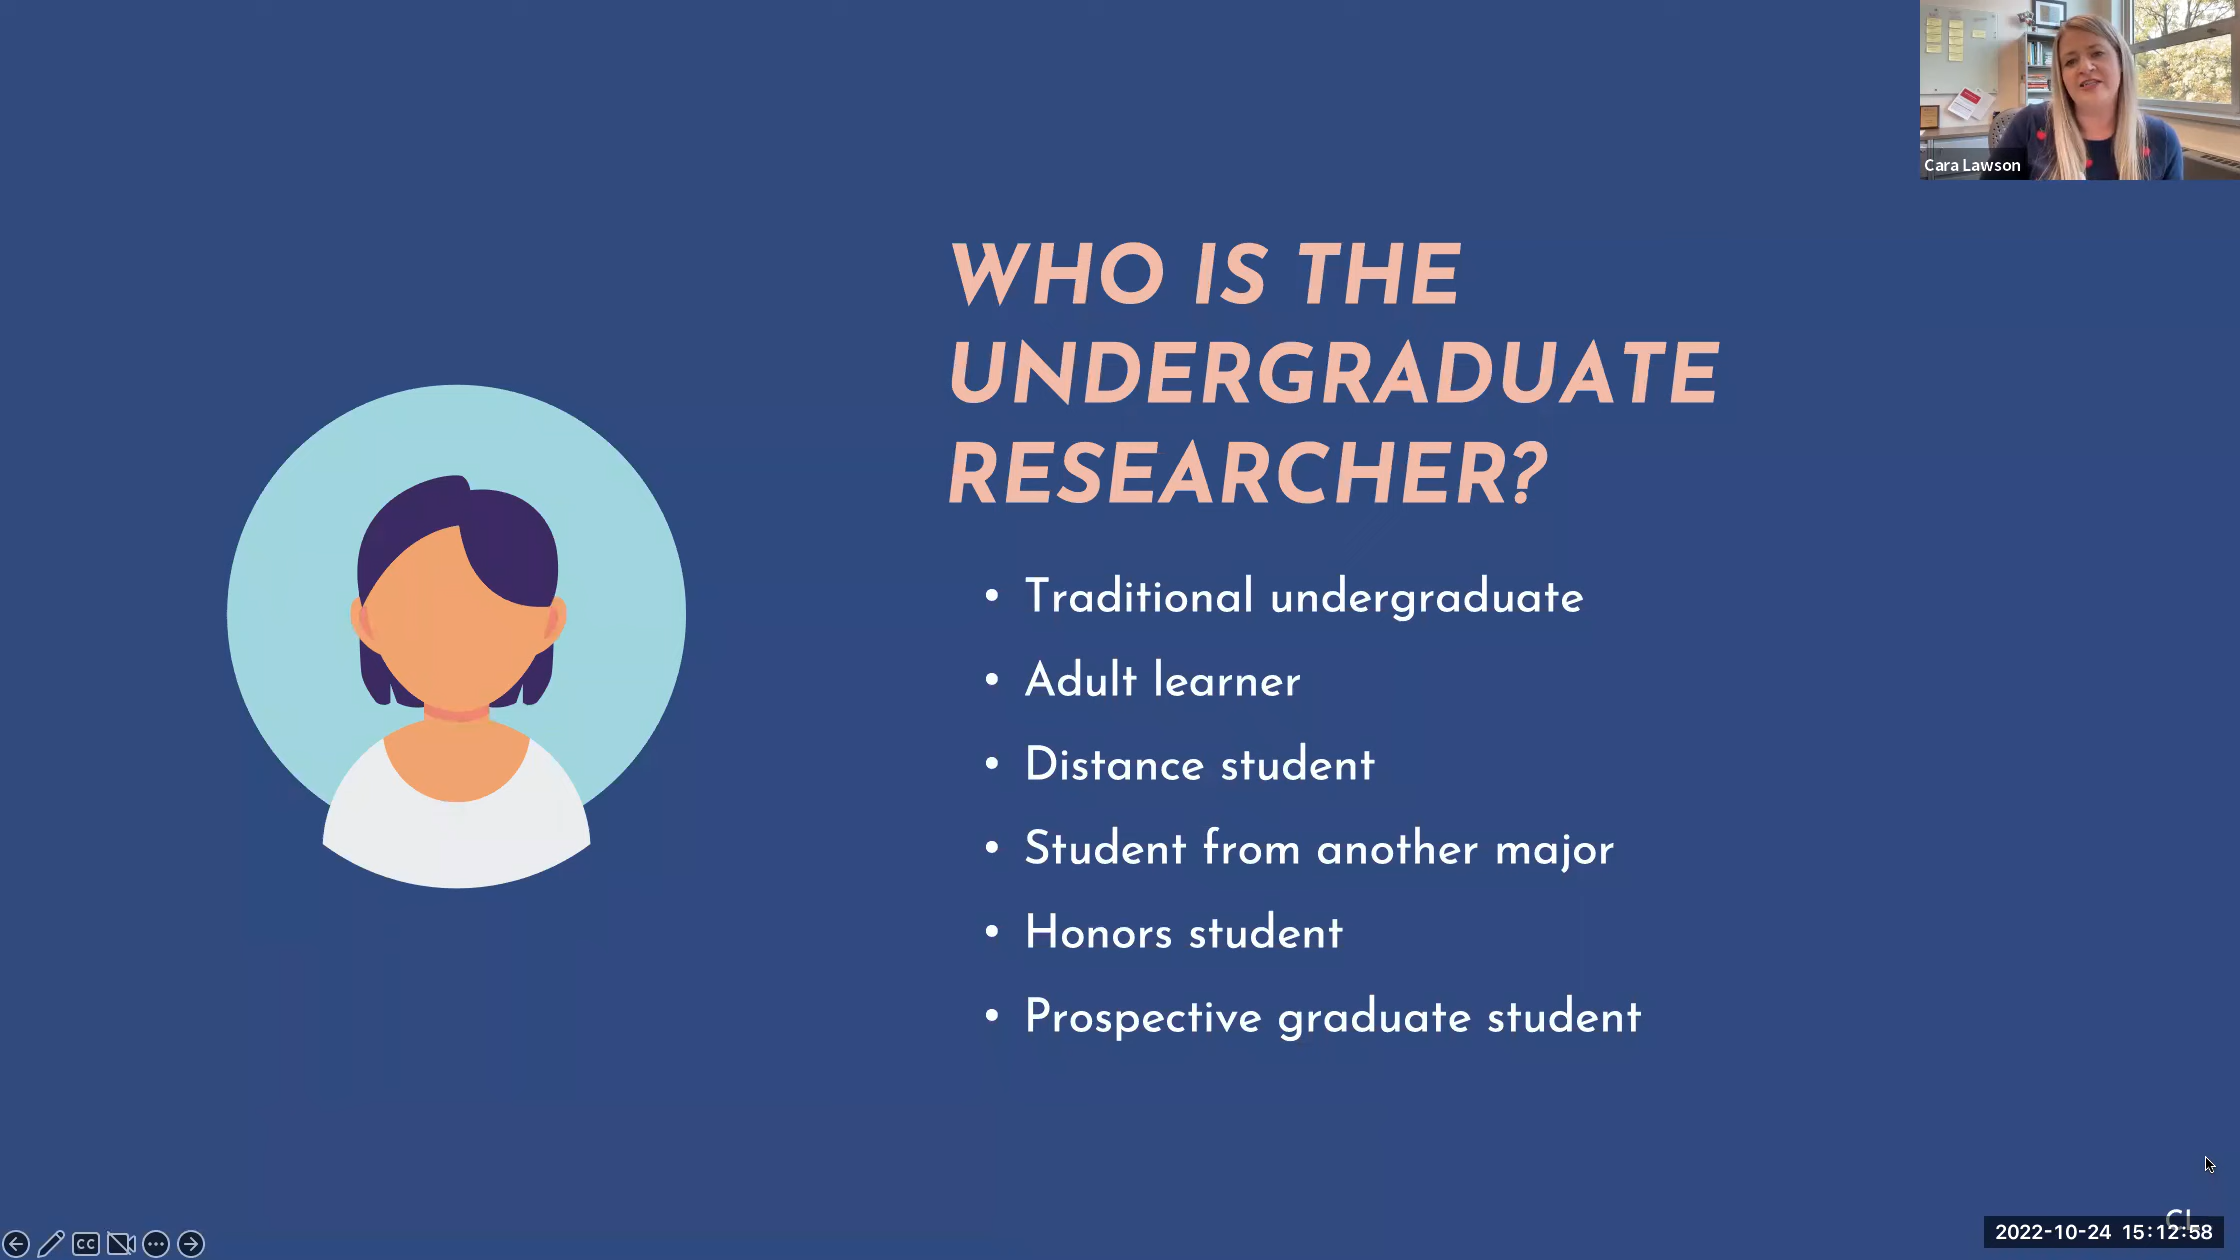 Cara Lawson
WHO IS THE
UNDERGRADUATE
RESEARCHER?
• Traditional undergraduate
• Adult learner
• Distance student
• Student from another major
• Honors student
• Prospective graduate student
CC
2022-10-24 15:12:58